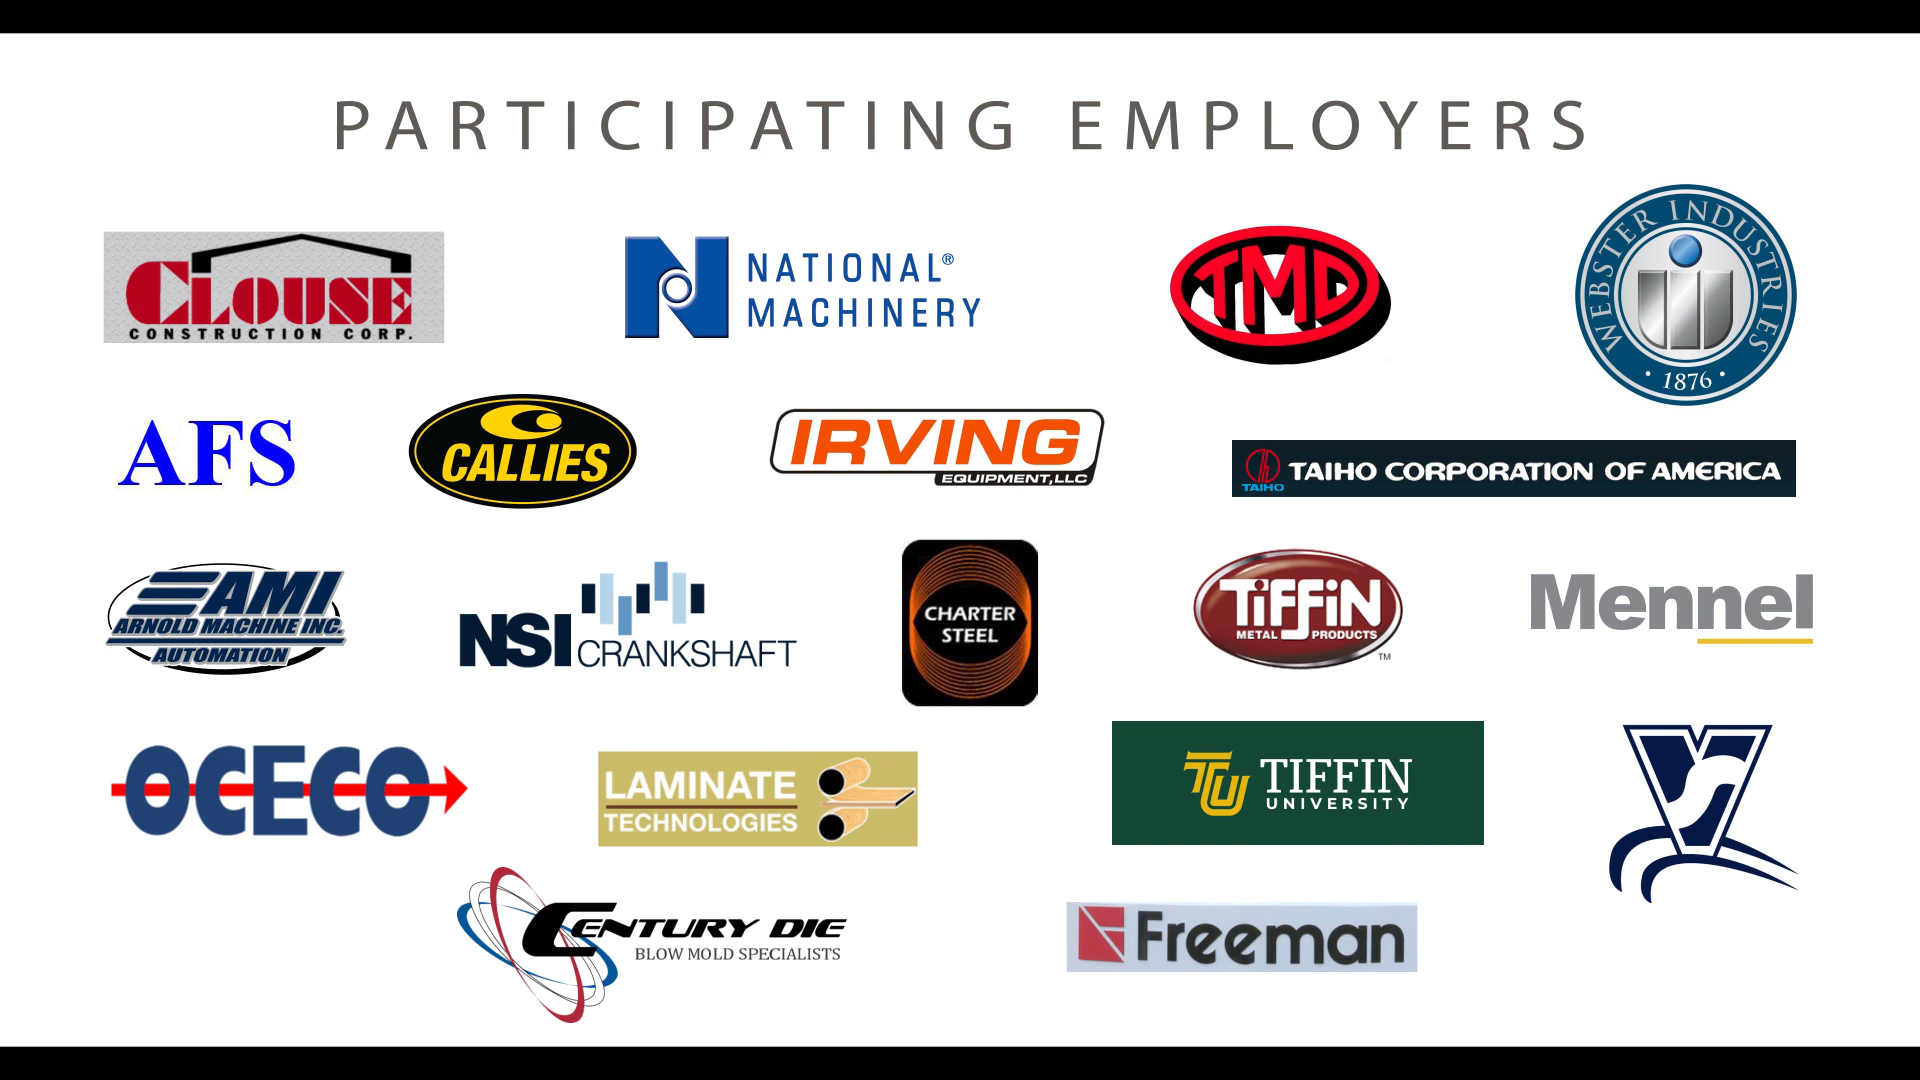 PARTICIPATING EMPLOYERS
CLOUSE
CONSTRUCTION CORP.
NATIONAL®
MACHINERY
TMD
WEBSTER INDUSTRIES
· 1876 ·
AFS
CALLIES
IRVING
EQUIPMENT, LLC
TAIHO
TAIHO CORPORATION OF AMERICA
AMI
ARNOLD MACHINE INC.
AUTOMATION
NSI CRANKSHAFT
CHARTER
STEEL
TiFFiN
METAL PRODUCTS
TM
Mennel
OCECO
LAMINATE
TECHNOLOGIES
TU
TIFFIN
UNIVERSITY
V
CENTURY DIE
BLOW MOLD SPECIALISTS
Freeman